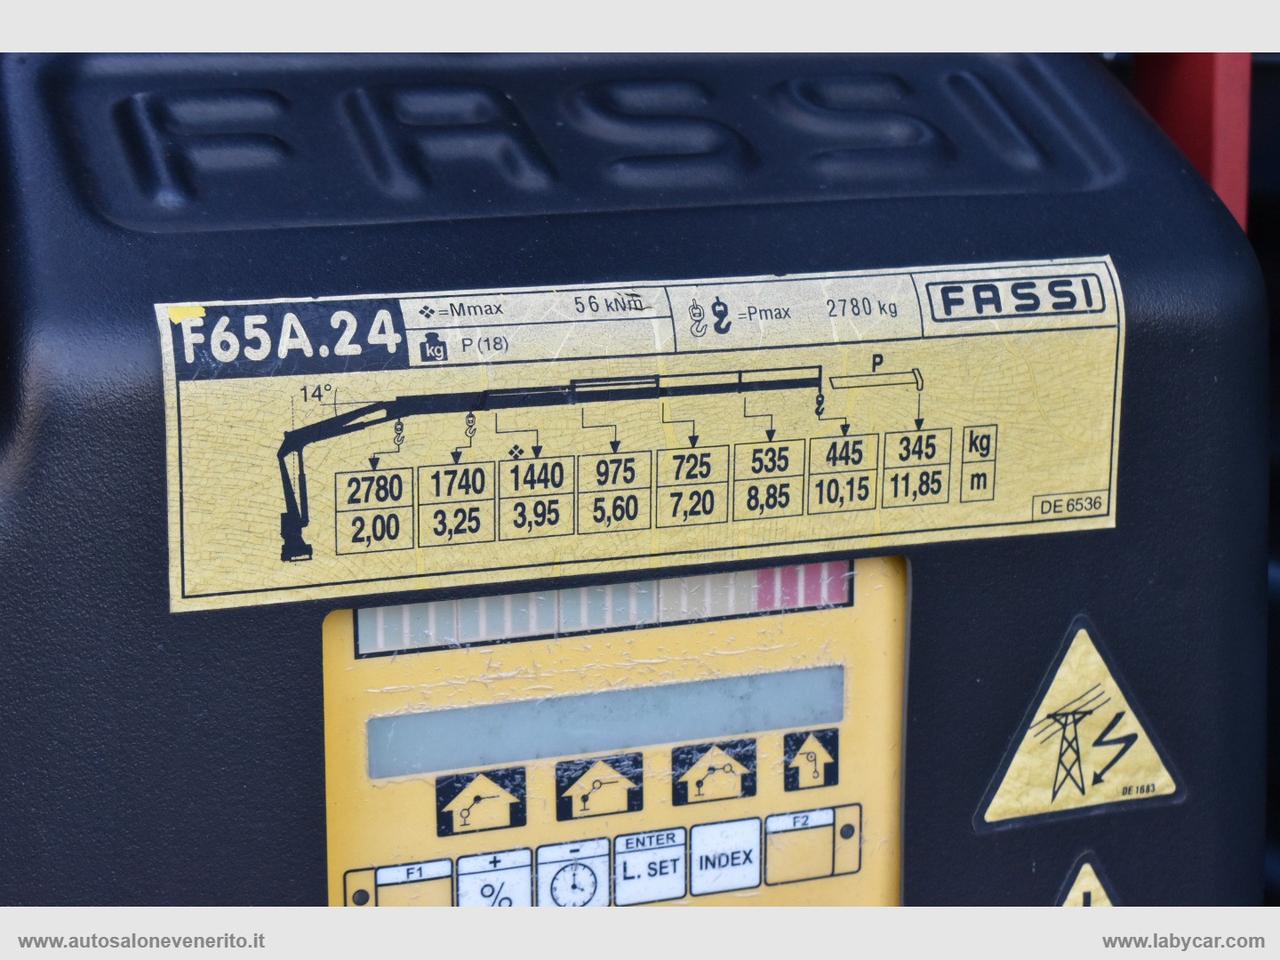 FASSI
F65A.24
❖=Mmax 56 kNm
kg P (18)
=Pmax 2780 kg
FASSI
14°
P
❖
2780 1740 1440 975 725 535 445 345 kg
2,00 3,25 3,95 5,60 7,20 8,85 10,15 11,85 m
DE 6536
DE 1683
F1 + - ENTER F2
% L. SET INDEX
www.autosalonevenerito.it
www.labycar.com